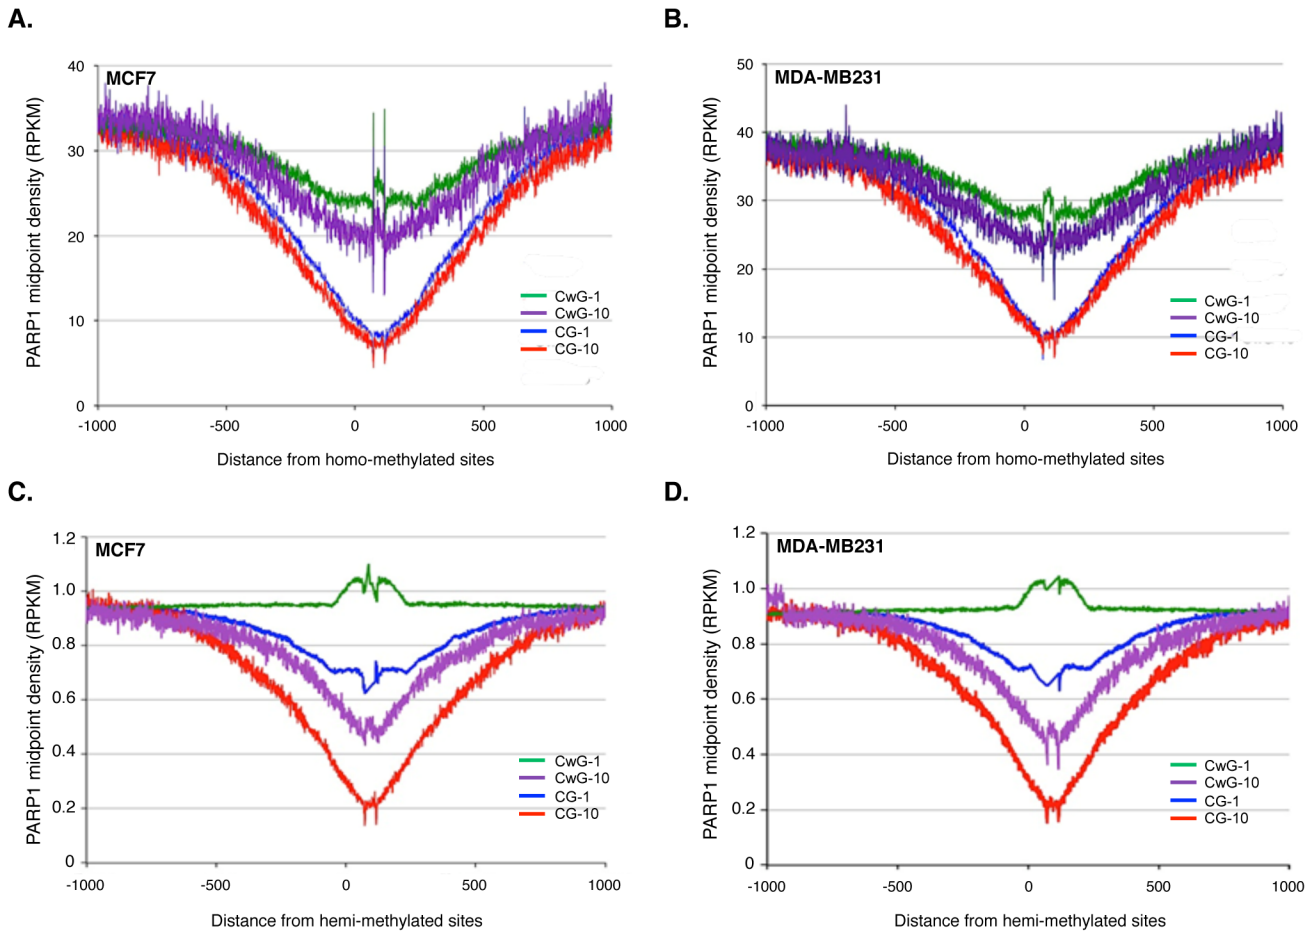 A.
MCF7
PARP1 midpoint density (RPKM)
40
30
20
10
0
-1000
-500
0
500
1000
Distance from homo-methylated sites
CwG-1
CwG-10
CG-1
CG-10
B.
MDA-MB231
PARP1 midpoint density (RPKM)
50
40
30
20
10
0
-1000
-500
0
500
1000
Distance from homo-methylated sites
CwG-1
CwG-10
CG-1
CG-10
C.
MCF7
PARP1 midpoint density (RPKM)
1.2
1.0
0.8
0.6
0.4
0.2
0
-1000
-500
0
500
1000
Distance from hemi-methylated sites
CwG-1
CwG-10
CG-1
CG-10
D.
MDA-MB231
PARP1 midpoint density (RPKM)
1.2
1.0
0.8
0.6
0.4
0.2
0
-1000
-500
0
500
1000
Distance from hemi-methylated sites
CwG-1
CwG-10
CG-1
CG-10